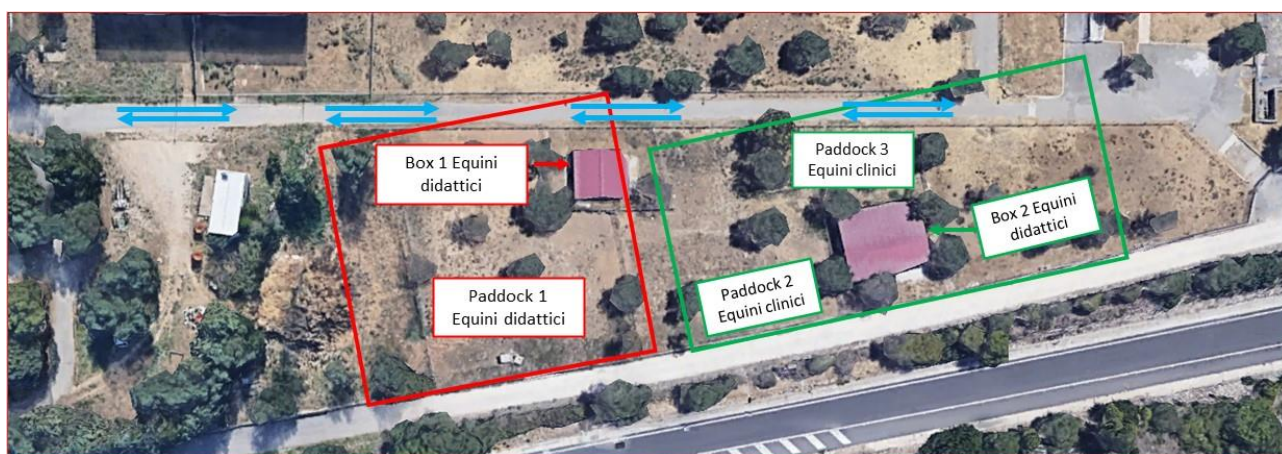 Box 1 Equini
didattici
Paddock 1
Equini didattici
Paddock 3
Equini clinici
Box 2 Equini
didattici
Paddock 2
Equini clinici